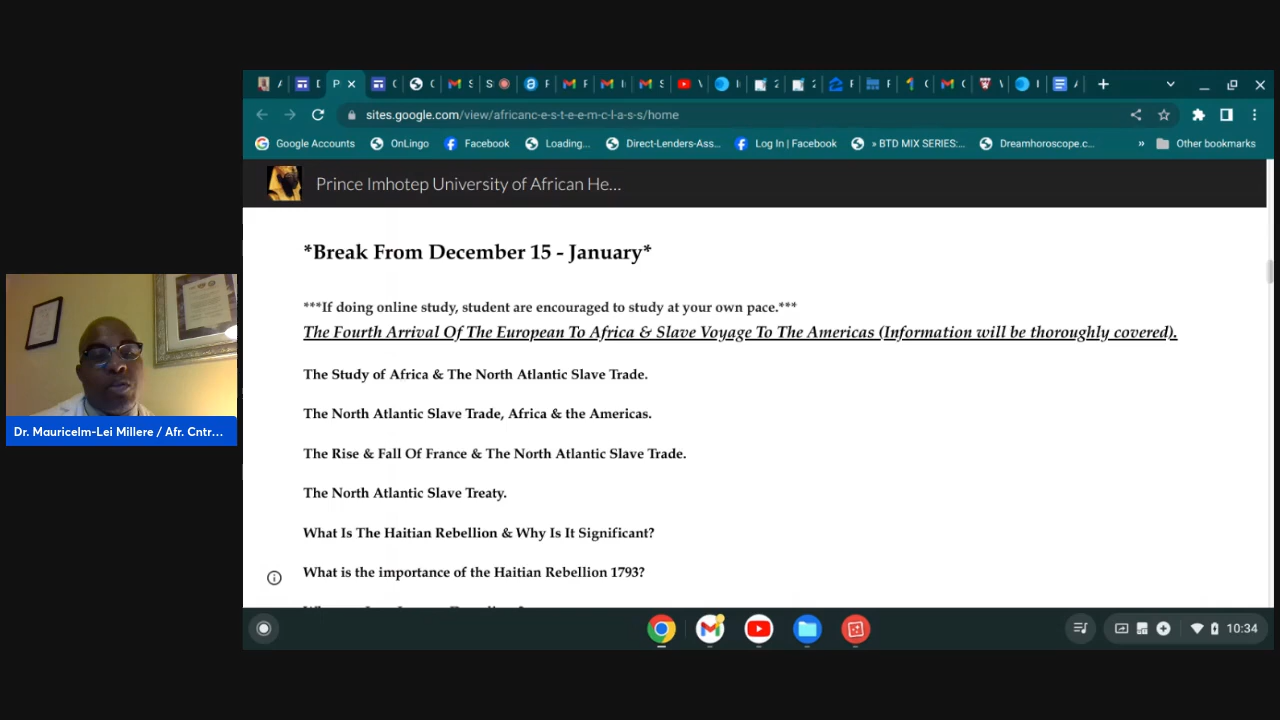 sites.google.com/view/africanc-e-s-t-e-e-m-c-l-a-s-s/home
Google Accounts OnLingo Facebook Loading... Direct-Lenders-Ass... Log In | Facebook » BTD MIX SERIES:... Dreamhoroscope.c... » Other bookmarks
Prince Imhotep University of African He...
*Break From December 15 - January*
***If doing online study, student are encouraged to study at your own pace.***
The Fourth Arrival Of The European To Africa & Slave Voyage To The Americas (Information will be thoroughly covered).
The Study of Africa & The North Atlantic Slave Trade.
The North Atlantic Slave Trade, Africa & the Americas.
The Rise & Fall Of France & The North Atlantic Slave Trade.
The North Atlantic Slave Treaty.
What Is The Haitian Rebellion & Why Is It Significant?
What is the importance of the Haitian Rebellion 1793?
Dr. Mauricelm-Lei Millere / Afr. Cntr...
10:34